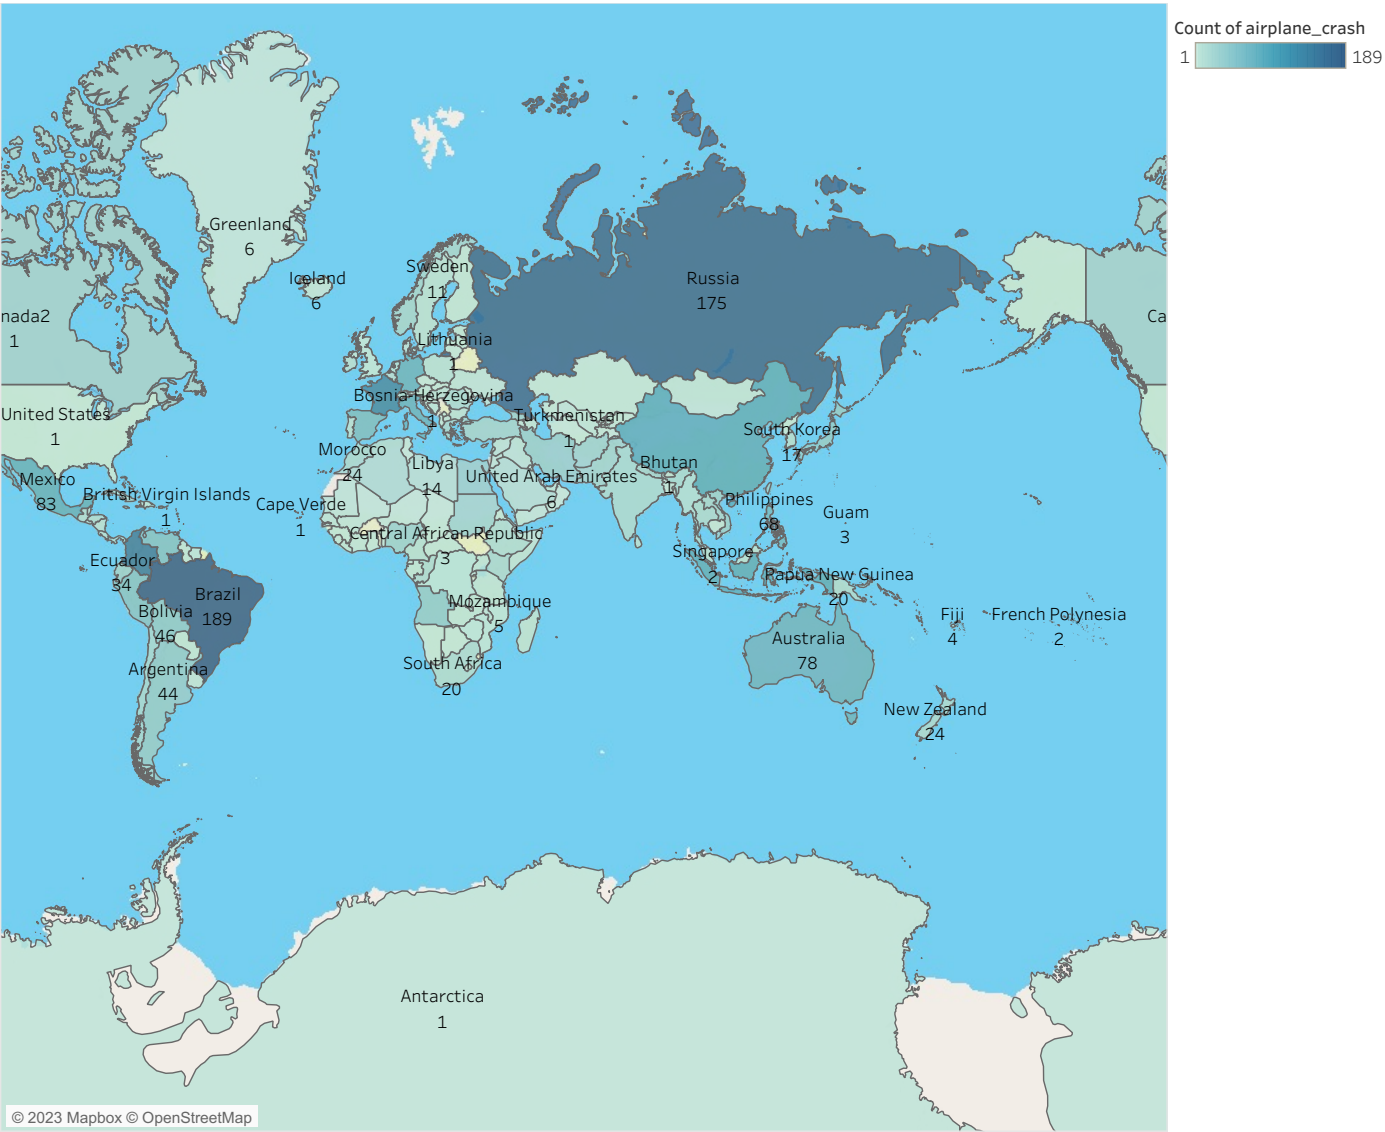 Count of airplane_crash
1 189
Greenland
6
Iceland
6
Sweden
11
Russia
175
nada2
1
Ca
Lithuania
1
Bosnia-Herzegovina
1
United States
1
Turkmenistan
1
South Korea
17
Morocco
24
Libya
14
United Arab Emirates
6
Bhutan
1
Mexico
83
British Virgin Islands
1
Cape Verde
1
Philippines
68
Guam
3
Central African Republic
3
Ecuador
34
Singapore
2
Papua New Guinea
20
Brazil
189
Bolivia
46
Mozambique
5
Fiji
4
French Polynesia
2
Australia
78
Argentina
44
South Africa
20
New Zealand
24
Antarctica
1
© 2023 Mapbox © OpenStreetMap